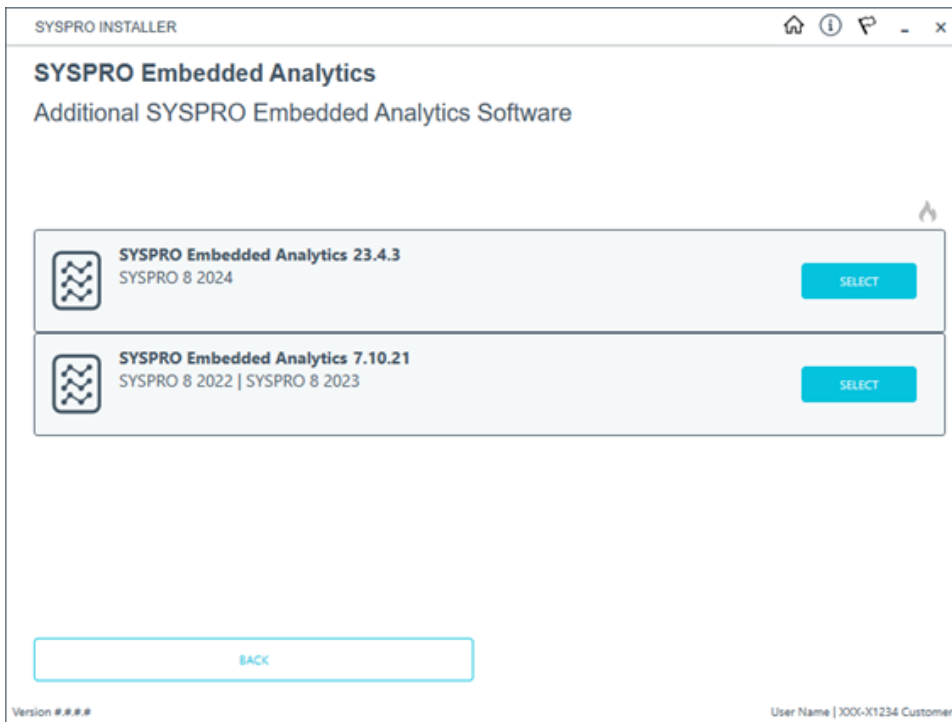 SYSPRO INSTALLER
SYSPRO Embedded Analytics
Additional SYSPRO Embedded Analytics Software
SYSPRO Embedded Analytics 23.4.3
SYSPRO 8 2024
SELECT
SYSPRO Embedded Analytics 7.10.21
SYSPRO 8 2022 | SYSPRO 8 2023
SELECT
BACK
Version #.#.#.#
User Name | XXX-X1234 Customer